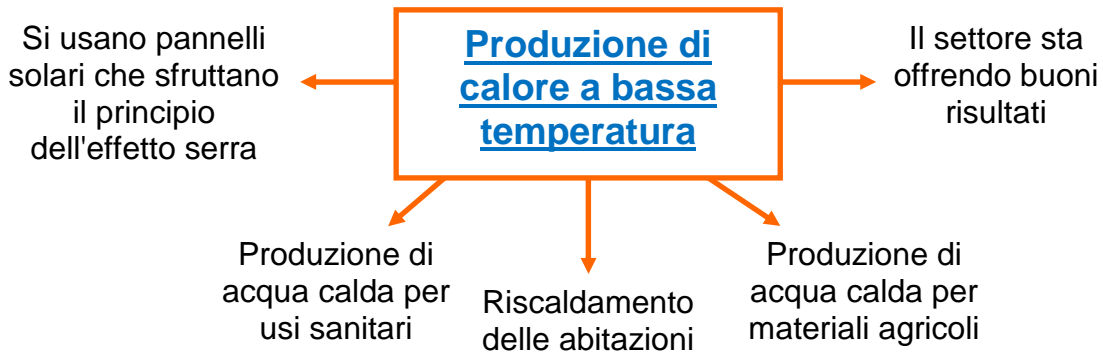 Si usano pannelli
solari che sfruttano
il principio
dell'effetto serra
Produzione di
calore a bassa
temperatura
Il settore sta
offrendo buoni
risultati
Produzione di
acqua calda per
usi sanitari
Riscaldamento
delle abitazioni
Produzione di
acqua calda per
materiali agricoli